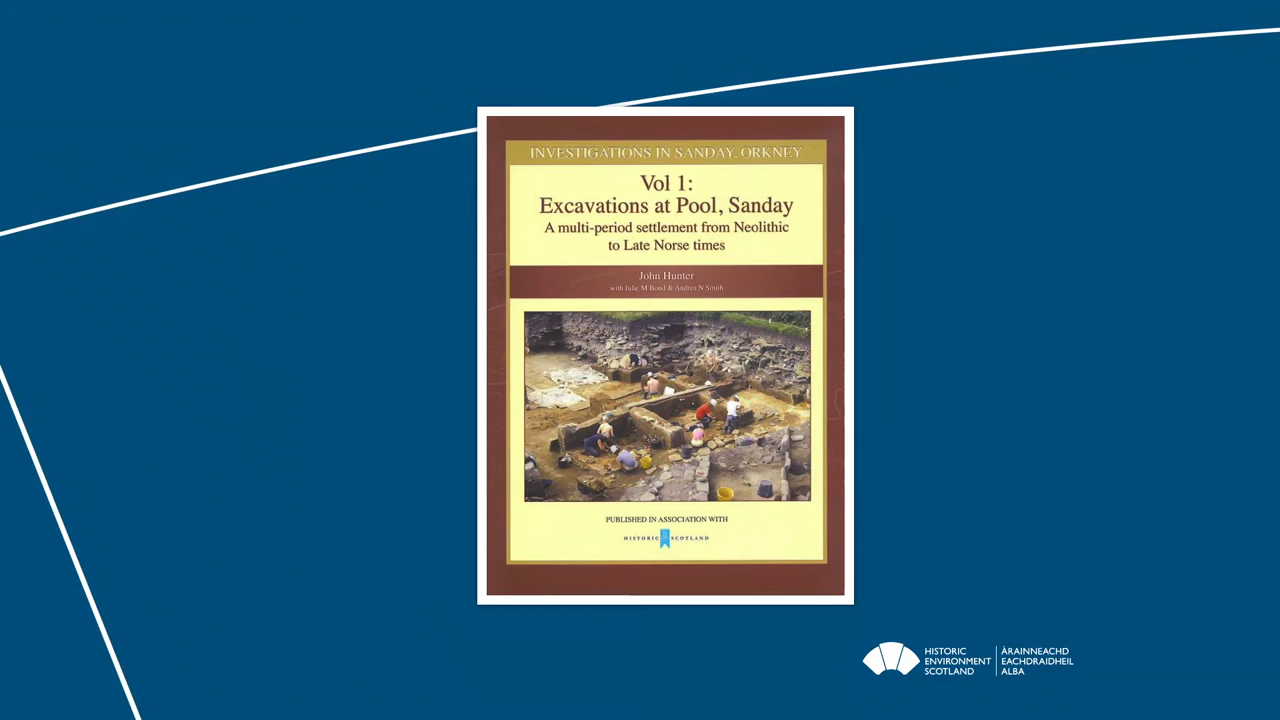 INVESTIGATIONS IN SANDAY, ORKNEY
Vol 1:
Excavations at Pool, Sanday
A multi-period settlement from Neolithic
to Late Norse times
John Hunter
with Julie M Bond & Andrea N Smith
PUBLISHED IN ASSOCIATION WITH
HISTORIC SCOTLAND
HISTORIC
ENVIRONMENT
SCOTLAND
ÀRAINNEACHD
EACHDRAIDHEIL
ALBA